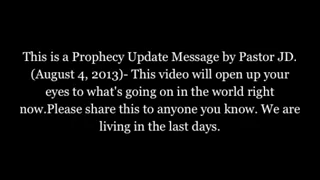 This is a Prophecy Update Message by Pastor JD.
(August 4, 2013)- This video will open up your
eyes to what's going on in the world right
now.Please share this to anyone you know. We are
living in the last days.